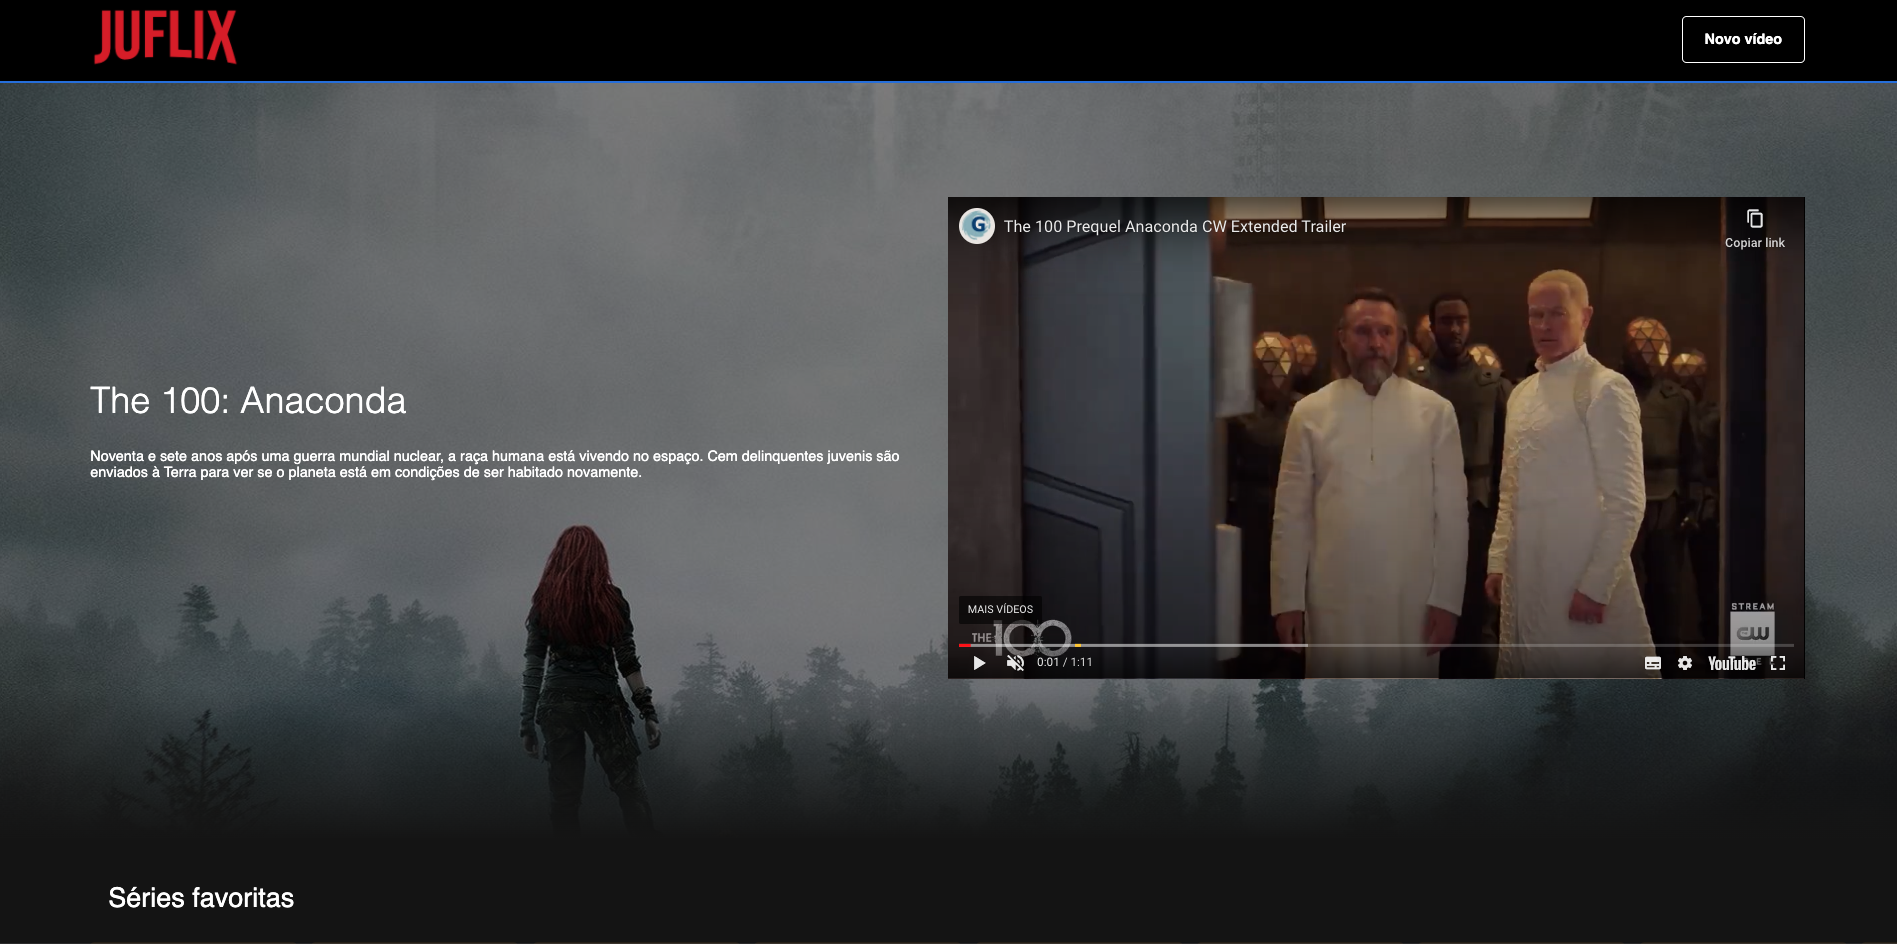 JUFLIX
Novo vídeo
The 100 Prequel Anaconda CW Extended Trailer
Copiar link
The 100: Anaconda
Noventa e sete anos após uma guerra mundial nuclear, a raça humana está vivendo no espaço. Cem delinquentes juvenis são
enviados à Terra para ver se o planeta está em condições de ser habitado novamente.
MAIS VÍDEOS
THE 100
STREAM
CW
0:01 / 1:11
YouTube
Séries favoritas